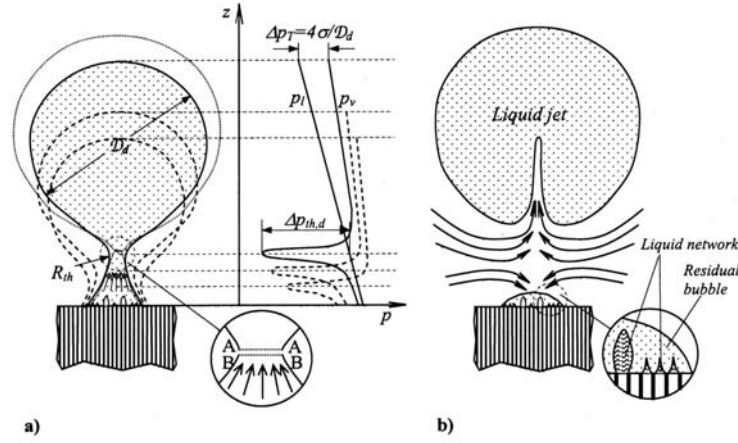 z
Δp_T=4σ/D_d
p_l
p_v
D_d
Δp_th,d
R_th
p
A A
B B
a)
Liquid jet
Liquid network
Residual
bubble
b)